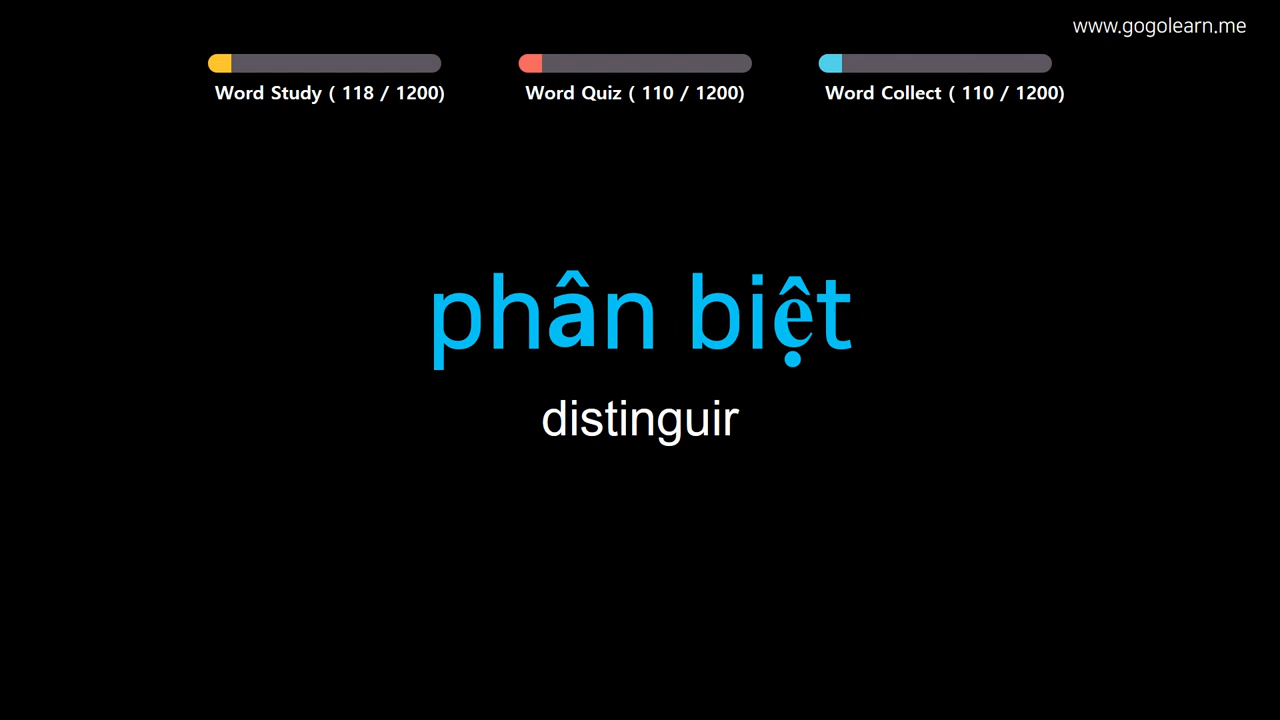 www.gogolearn.me
Word Study ( 118 / 1200)
Word Quiz ( 110 / 1200)
Word Collect ( 110 / 1200)
phân biệt
distinguir